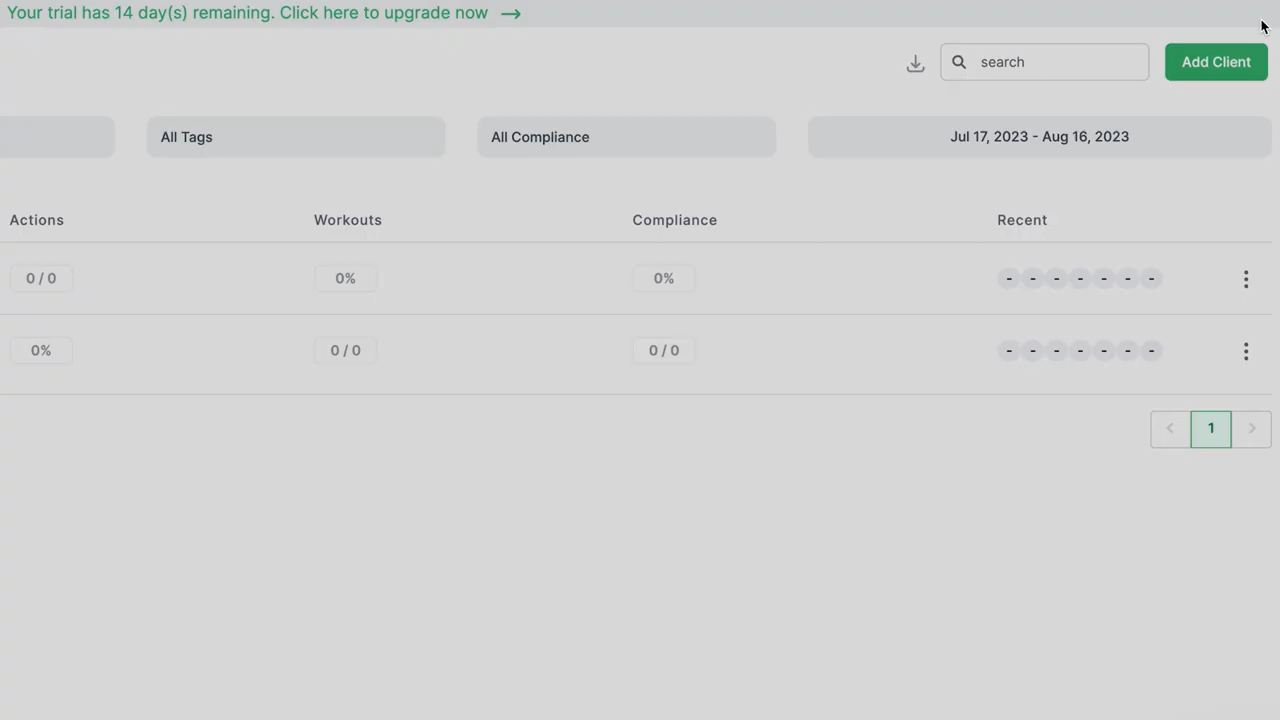 Your trial has 14 day(s) remaining. Click here to upgrade now →
search
Add Client
All Tags
All Compliance
Jul 17, 2023 - Aug 16, 2023
Actions Workouts Compliance Recent
0 / 0 0% 0% - - - - - - -
0% 0 / 0 0 / 0 - - - - - - -
< 1 >